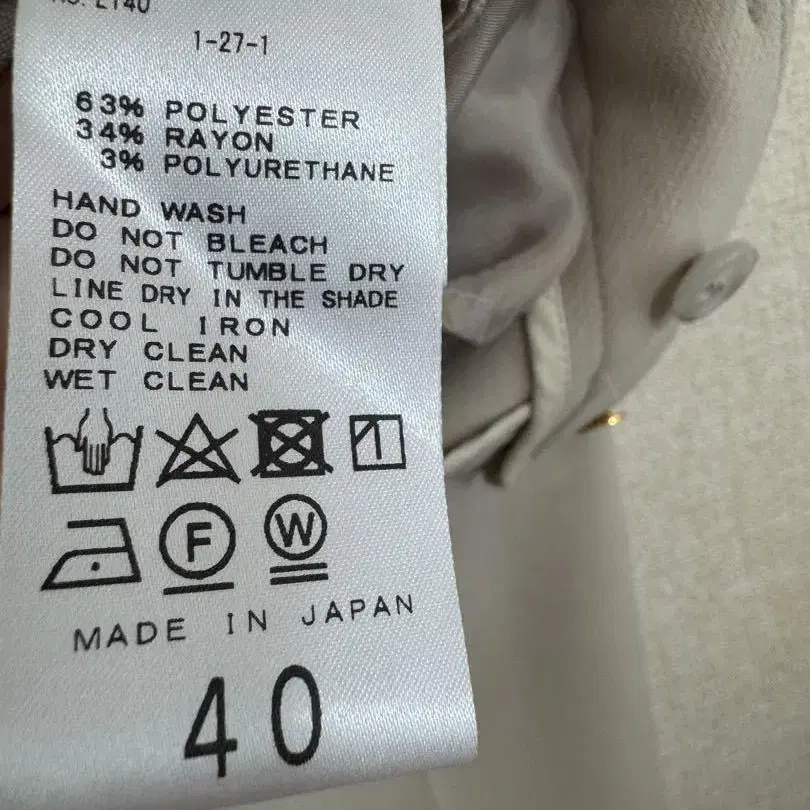 1-27-1
63% POLYESTER
34% RAYON
3% POLYURETHANE
HAND WASH
DO NOT BLEACH
DO NOT TUMBLE DRY
LINE DRY IN THE SHADE
COOL IRON
DRY CLEAN
WET CLEAN
F W
MADE IN JAPAN
40